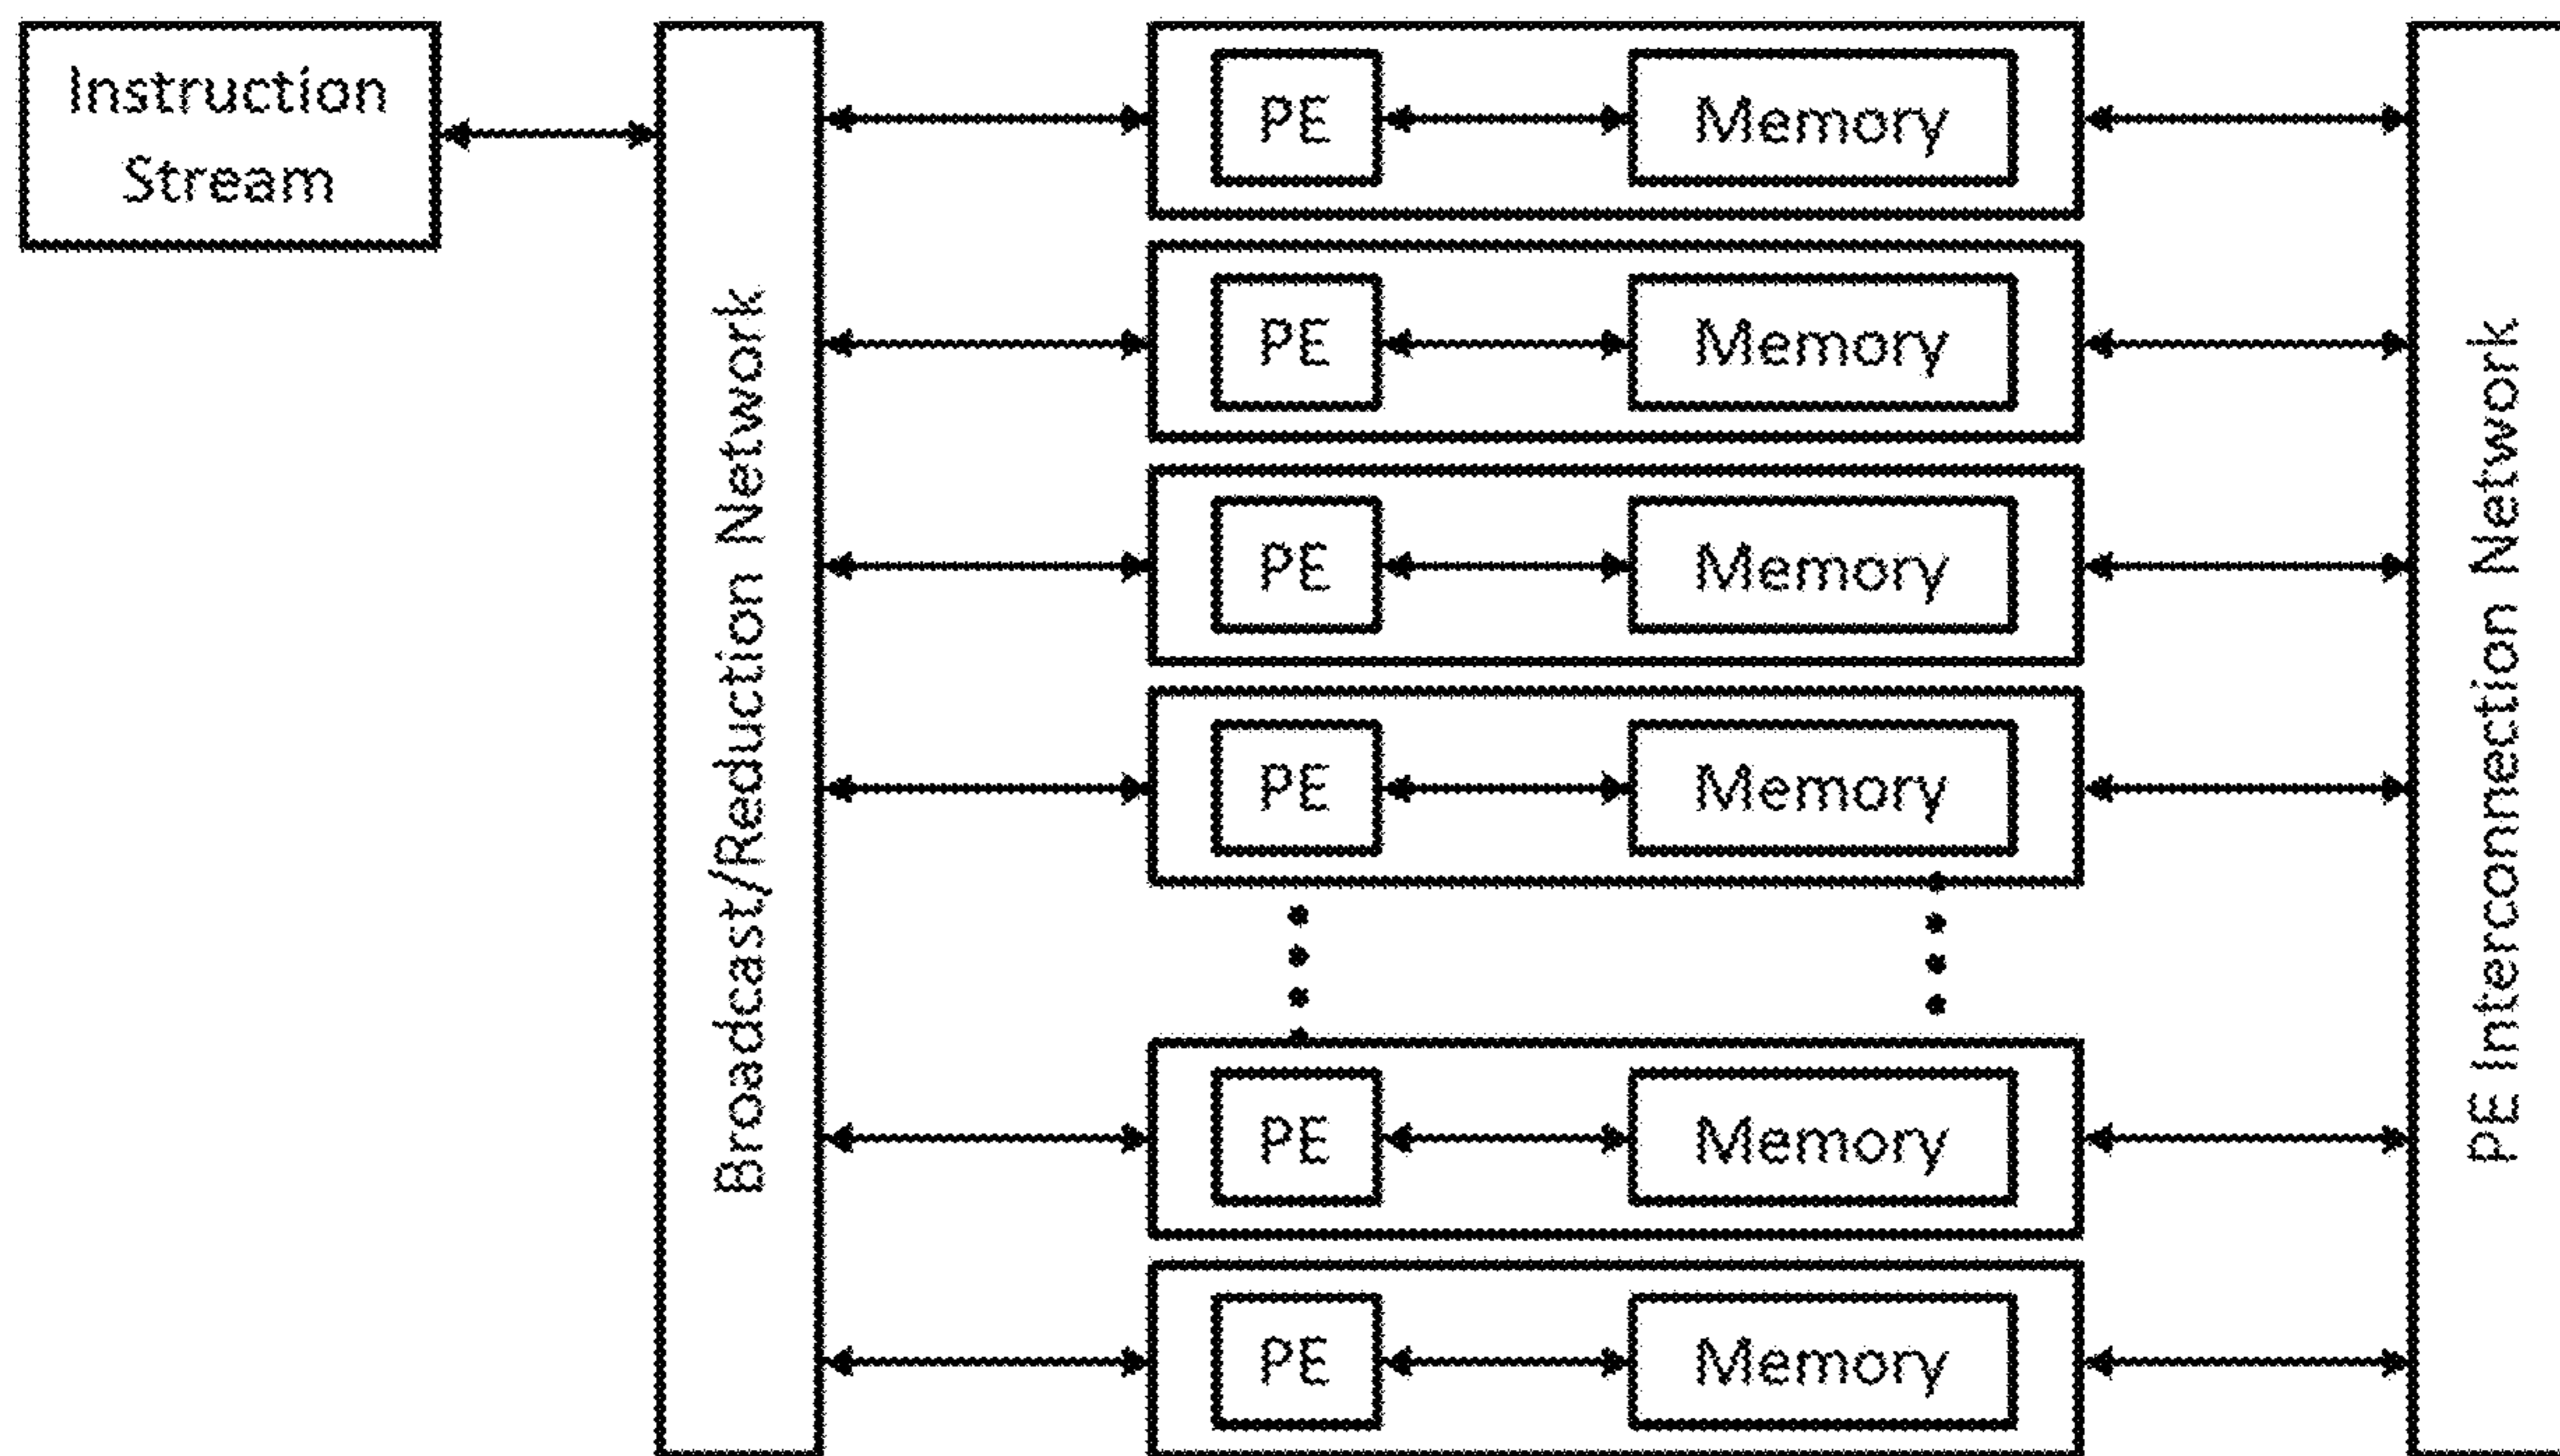 Instruction
Stream
Broadcast/Reduction Network
PE
Memory
PE
Memory
PE
Memory
PE
Memory
PE
Memory
PE
Memory
PE Interconnection Network